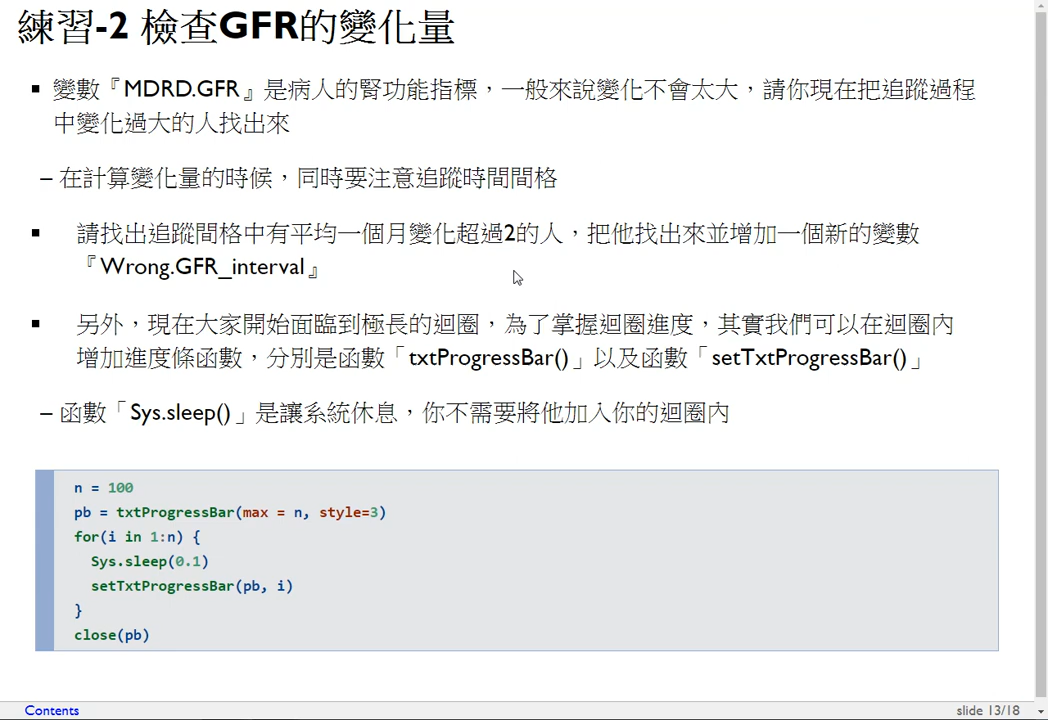 練習-2 檢查GFR的變化量
變數『MDRD.GFR』是病人的腎功能指標，一般來說變化不會太大，請你現在把追蹤過程
中變化過大的人找出來
– 在計算變化量的時候，同時要注意追蹤時間間格
請找出追蹤間格中有平均一個月變化超過2的人，把他找出來並增加一個新的變數
『Wrong.GFR_interval』
另外，現在大家開始面臨到極長的迴圈，為了掌握迴圈進度，其實我們可以在迴圈內
增加進度條函數，分別是函數「txtProgressBar()」以及函數「setTxtProgressBar()」
– 函數「Sys.sleep()」是讓系統休息，你不需要將他加入你的迴圈內
n = 100
pb = txtProgressBar(max = n, style=3)
for(i in 1:n) {
  Sys.sleep(0.1)
  setTxtProgressBar(pb, i)
}
close(pb)
Contents
slide 13/18